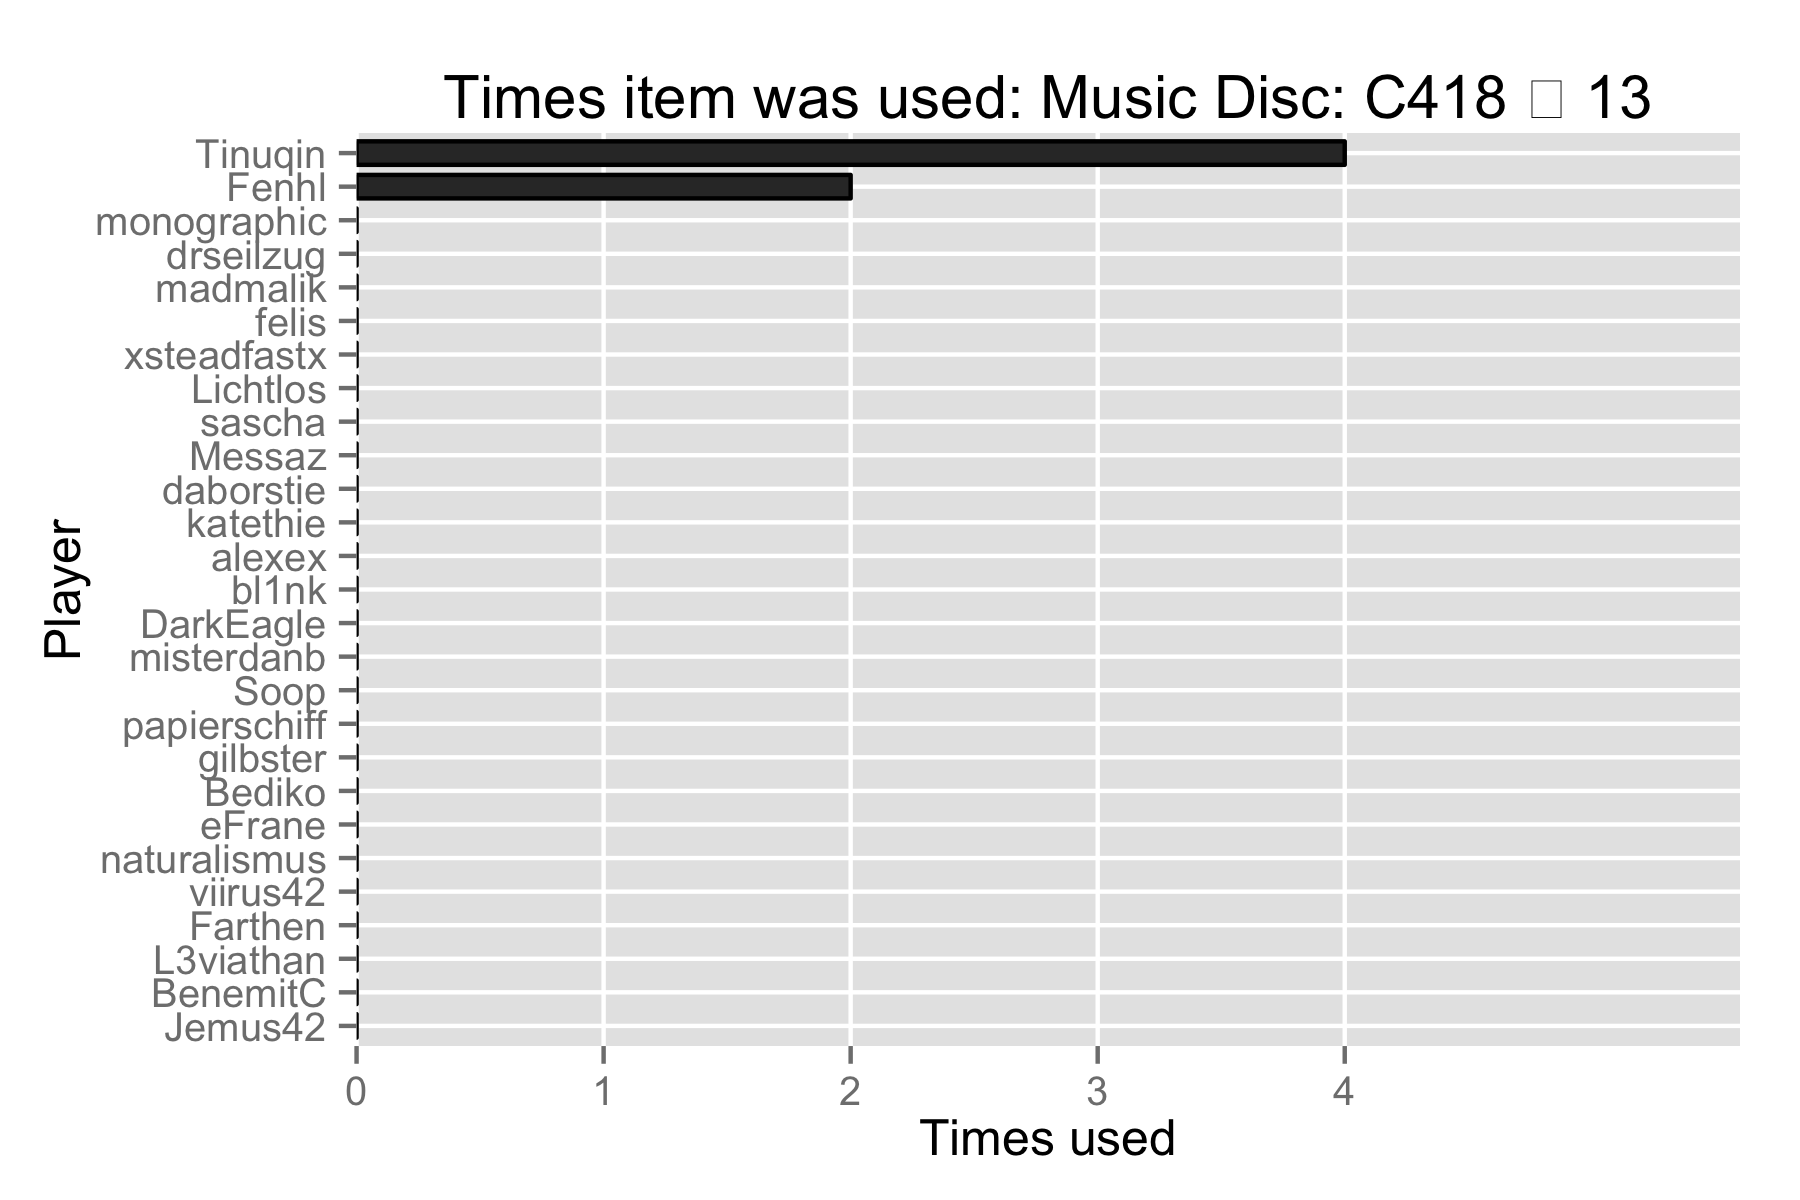 Times item was used: Music Disc: C418 □ 13
Tinuqin
Fenhl
monographic
drseilzug
madmalik
felis
xsteadfastx
Lichtlos
sascha
Messaz
daborstie
katethie
alexex
bl1nk
DarkEagle
misterdanb
Soop
papierschiff
gilbster
Bediko
eFrane
naturalismus
viirus42
Farthen
L3viathan
BenemitC
Jemus42
Player
0 1 2 3 4
Times used